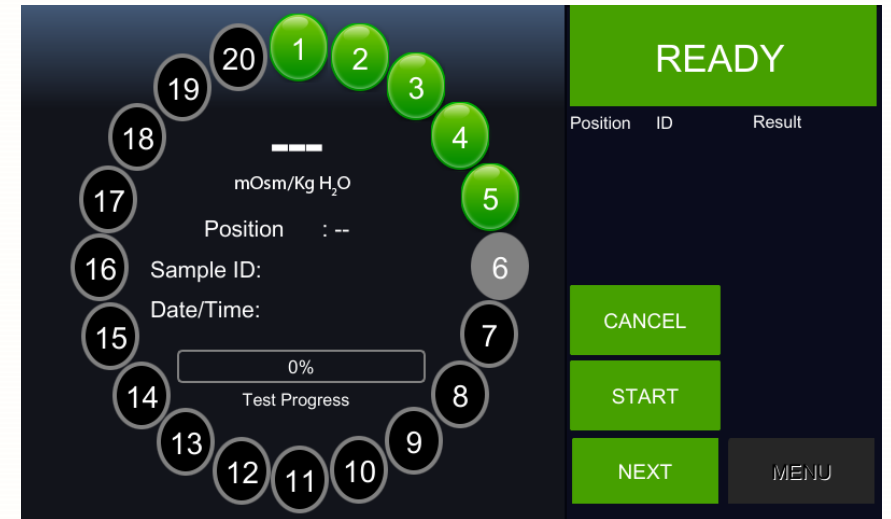 READY
Position ID Result
1
2
3
4
5
6
7
8
9
10
11
12
13
14
15
16
17
18
19
20
---
mOsm/Kg H₂O
Position : --
Sample ID:
Date/Time:
0%
Test Progress
CANCEL
START
NEXT MENU